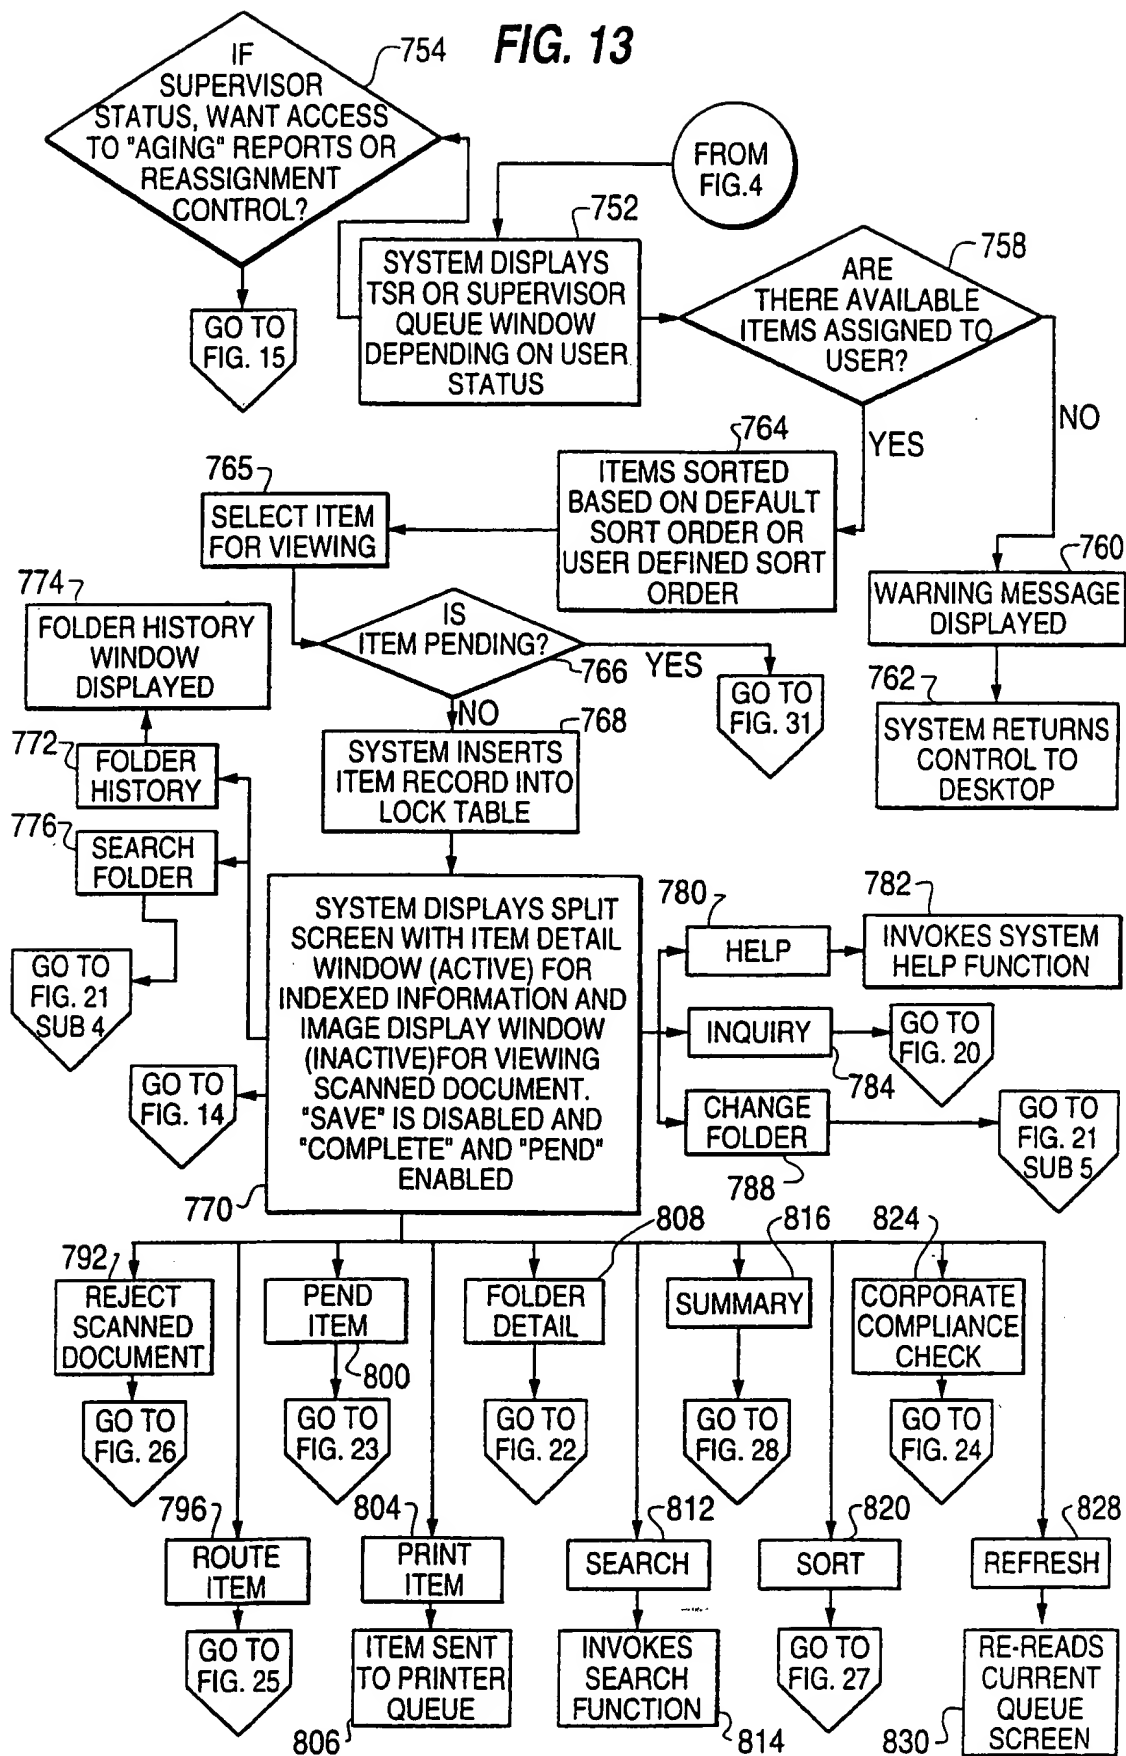 FIG. 13
754
IF
SUPERVISOR
STATUS, WANT ACCESS
TO "AGING" REPORTS OR
REASSIGNMENT
CONTROL?
FROM
FIG.4
752
SYSTEM DISPLAYS
TSR OR SUPERVISOR
QUEUE WINDOW
DEPENDING ON USER
STATUS
758
ARE
THERE AVAILABLE
ITEMS ASSIGNED TO
USER?
GO TO
FIG. 15
YES
NO
764
ITEMS SORTED
BASED ON DEFAULT
SORT ORDER OR
USER DEFINED SORT
ORDER
765
SELECT ITEM
FOR VIEWING
760
WARNING MESSAGE
DISPLAYED
774
FOLDER HISTORY
WINDOW
DISPLAYED
IS
ITEM PENDING?
766
YES
GO TO
FIG. 31
762
SYSTEM RETURNS
CONTROL TO
DESKTOP
NO
768
SYSTEM INSERTS
ITEM RECORD INTO
LOCK TABLE
772
FOLDER
HISTORY
776
SEARCH
FOLDER
GO TO
FIG. 21
SUB 4
SYSTEM DISPLAYS SPLIT
SCREEN WITH ITEM DETAIL
WINDOW (ACTIVE) FOR
INDEXED INFORMATION AND
IMAGE DISPLAY WINDOW
(INACTIVE)FOR VIEWING
SCANNED DOCUMENT.
"SAVE" IS DISABLED AND
"COMPLETE" AND "PEND"
ENABLED
770
GO TO
FIG. 14
780
HELP
782
INVOKES SYSTEM
HELP FUNCTION
INQUIRY
784
GO TO
FIG. 20
CHANGE
FOLDER
788
GO TO
FIG. 21
SUB 5
792
REJECT
SCANNED
DOCUMENT
GO TO
FIG. 26
PEND
ITEM
800
GO TO
FIG. 23
808
FOLDER
DETAIL
GO TO
FIG. 22
816
SUMMARY
GO TO
FIG. 28
824
CORPORATE
COMPLIANCE
CHECK
GO TO
FIG. 24
796
ROUTE
ITEM
GO TO
FIG. 25
804
PRINT
ITEM
ITEM SENT
TO PRINTER
QUEUE
806
812
SEARCH
INVOKES
SEARCH
FUNCTION
814
820
SORT
GO TO
FIG. 27
828
REFRESH
RE-READS
CURRENT
QUEUE
SCREEN
830